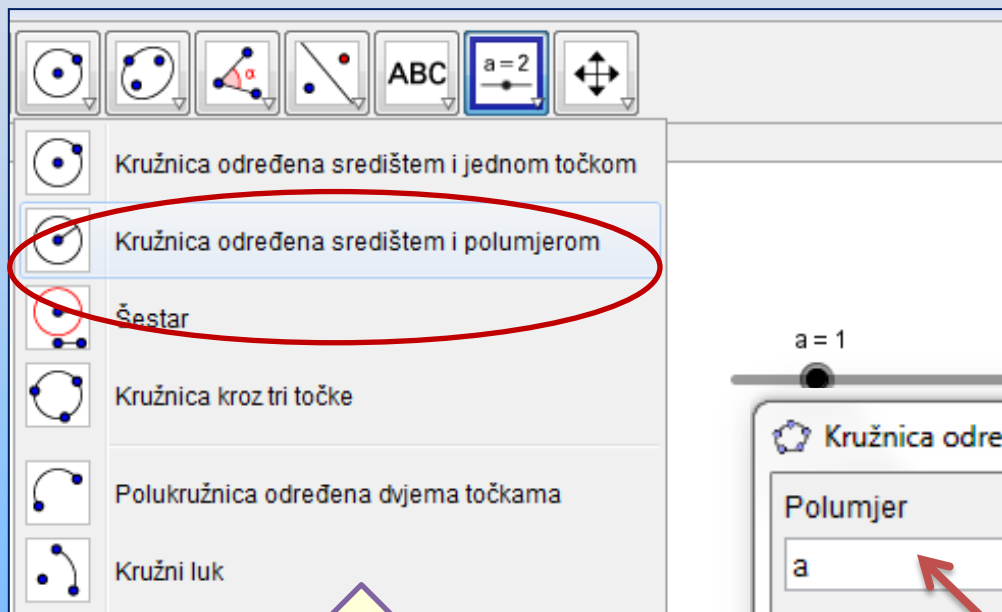 α
ABC
a = 2
Kružnica određena središtem i jednom točkom
Kružnica određena središtem i polumjerom
Šestar
Kružnica kroz tri točke
Polukružnica određena dvjema točkama
Kružni luk
a = 1
Kružnica odre
Polumjer
a